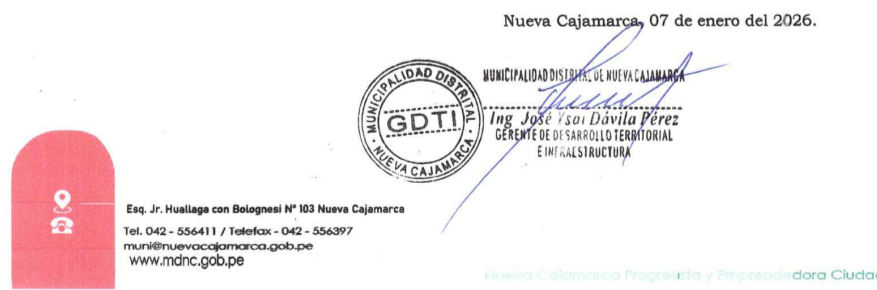 Nueva Cajamarca, 07 de enero del 2026.
MUNICIPALIDAD DISTRITAL DE NUEVA CAJAMARCA
MUNICIPALIDAD DISTRITAL
GDTI
NUEVA CAJAMARCA
Ing José Ysai Dávila Pérez
GERENTE DE DESARROLLO TERRITORIAL
E INFRAESTRUCTURA
Esq. Jr. Huallaga con Bolognesi N° 103 Nueva Cajamarca
Tel. 042 - 556411 / Telefax - 042 - 556397
muni@nuevacajamarca.gob.pe
www.mdnc.gob.pe
Nueva Cajamarca Progresista y Emprendedora Ciudad